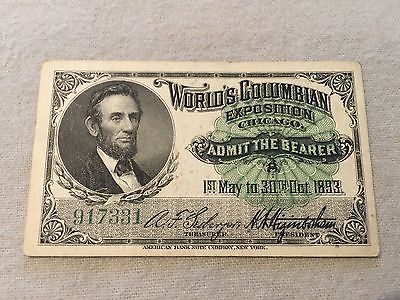 WORLD'S COLUMBIAN
EXPOSITION
CHICAGO.
ADMIT THE BEARER
1ST May to 30TH Oct. 1893.
917331
TREASURER. PRESIDENT
AMERICAN BANK NOTE COMPANY, NEW YORK.